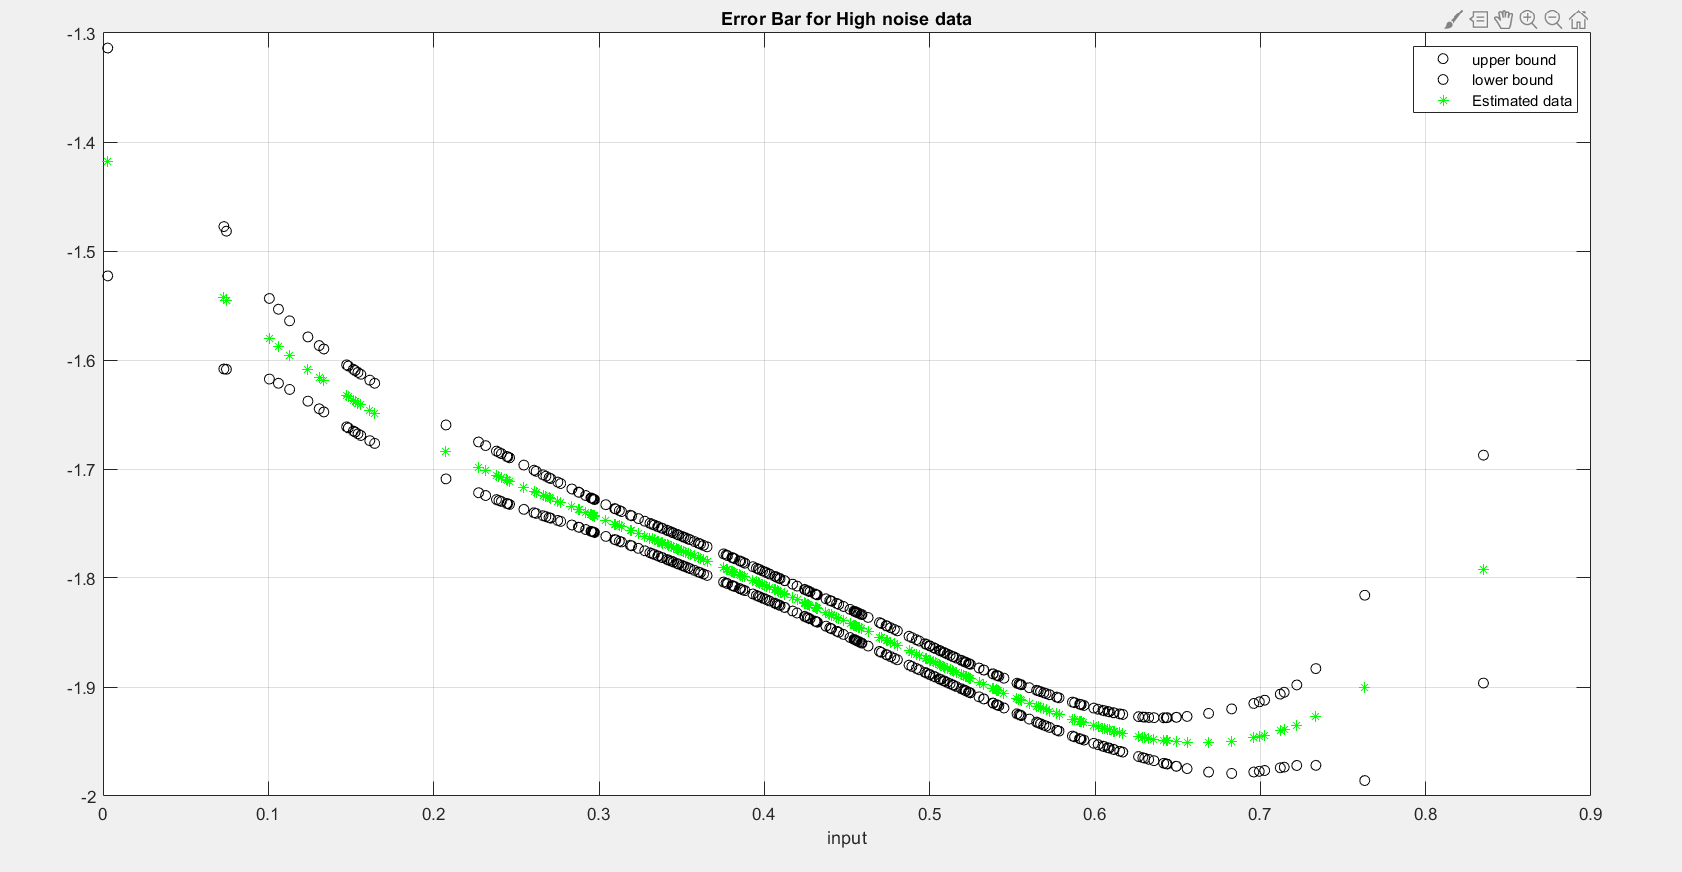 Error Bar for High noise data
upper bound
lower bound
Estimated data
-1.3
-1.4
-1.5
-1.6
-1.7
-1.8
-1.9
-2
0 0.1 0.2 0.3 0.4 0.5 0.6 0.7 0.8 0.9
input